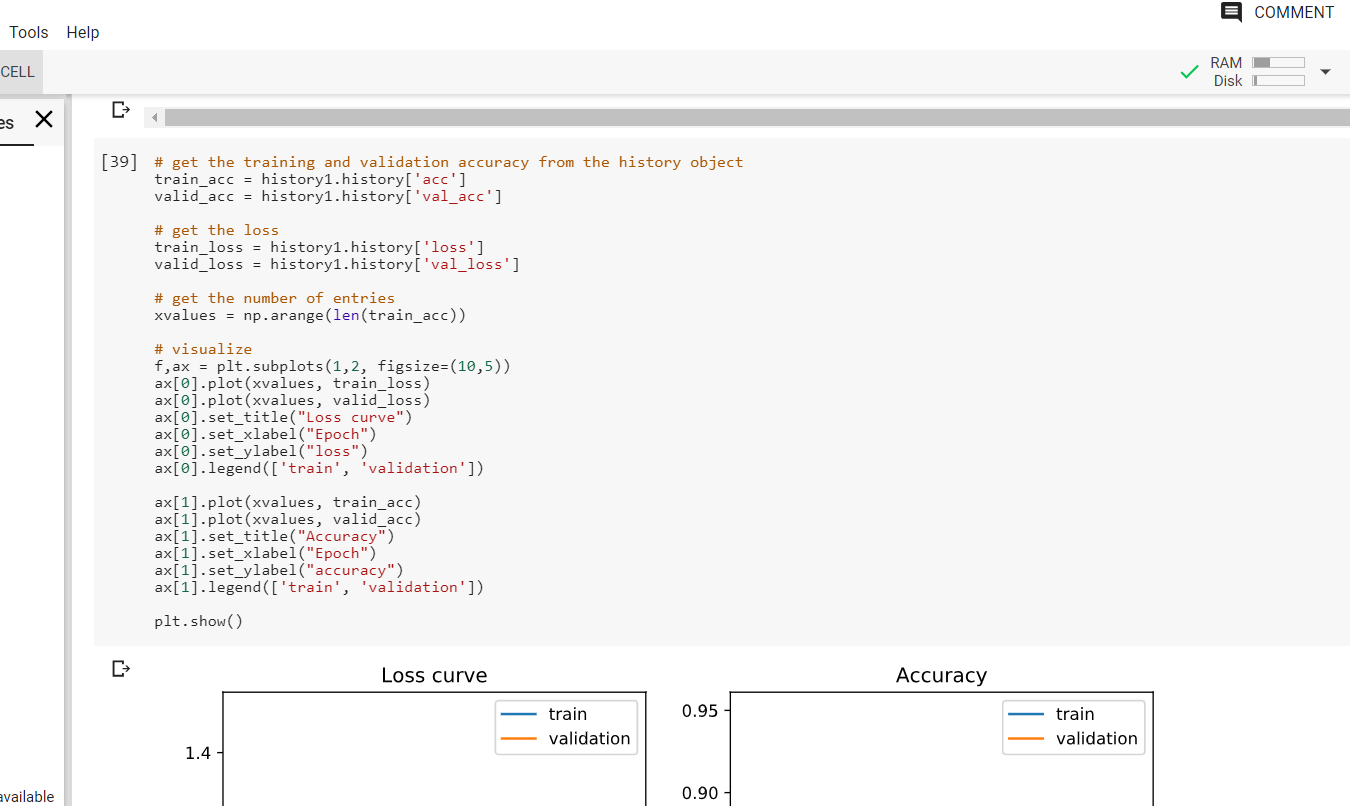 COMMENT
Tools Help
CELL
RAM
Disk
es
[39] # get the training and validation accuracy from the history object
train_acc = history1.history['acc']
valid_acc = history1.history['val_acc']
# get the loss
train_loss = history1.history['loss']
valid_loss = history1.history['val_loss']
# get the number of entries
xvalues = np.arange(len(train_acc))
# visualize
f,ax = plt.subplots(1,2, figsize=(10,5))
ax[0].plot(xvalues, train_loss)
ax[0].plot(xvalues, valid_loss)
ax[0].set_title("Loss curve")
ax[0].set_xlabel("Epoch")
ax[0].set_ylabel("loss")
ax[0].legend(['train', 'validation'])
ax[1].plot(xvalues, train_acc)
ax[1].plot(xvalues, valid_acc)
ax[1].set_title("Accuracy")
ax[1].set_xlabel("Epoch")
ax[1].set_ylabel("accuracy")
ax[1].legend(['train', 'validation'])
plt.show()
Loss curve
train
validation
1.4
Accuracy
0.95
train
validation
0.90
available